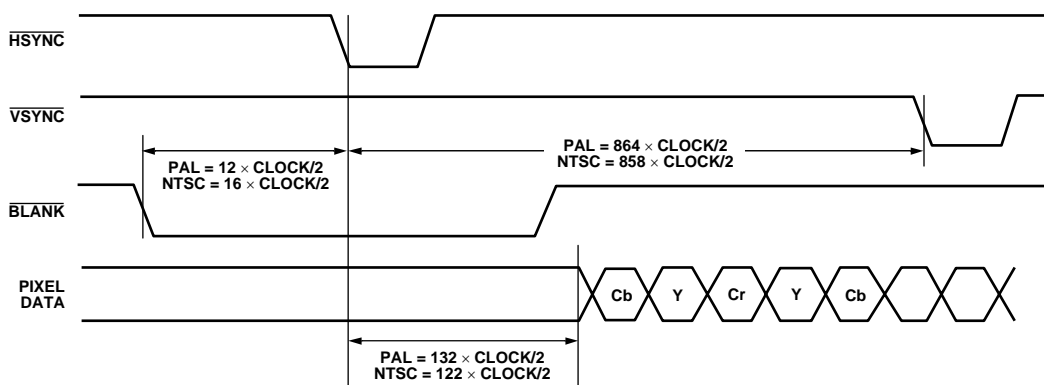 HSYNC
VSYNC
PAL = 12 × CLOCK/2
NTSC = 16 × CLOCK/2
PAL = 864 × CLOCK/2
NTSC = 858 × CLOCK/2
BLANK
PIXEL
DATA
Cb Y Cr Y Cb
PAL = 132 × CLOCK/2
NTSC = 122 × CLOCK/2